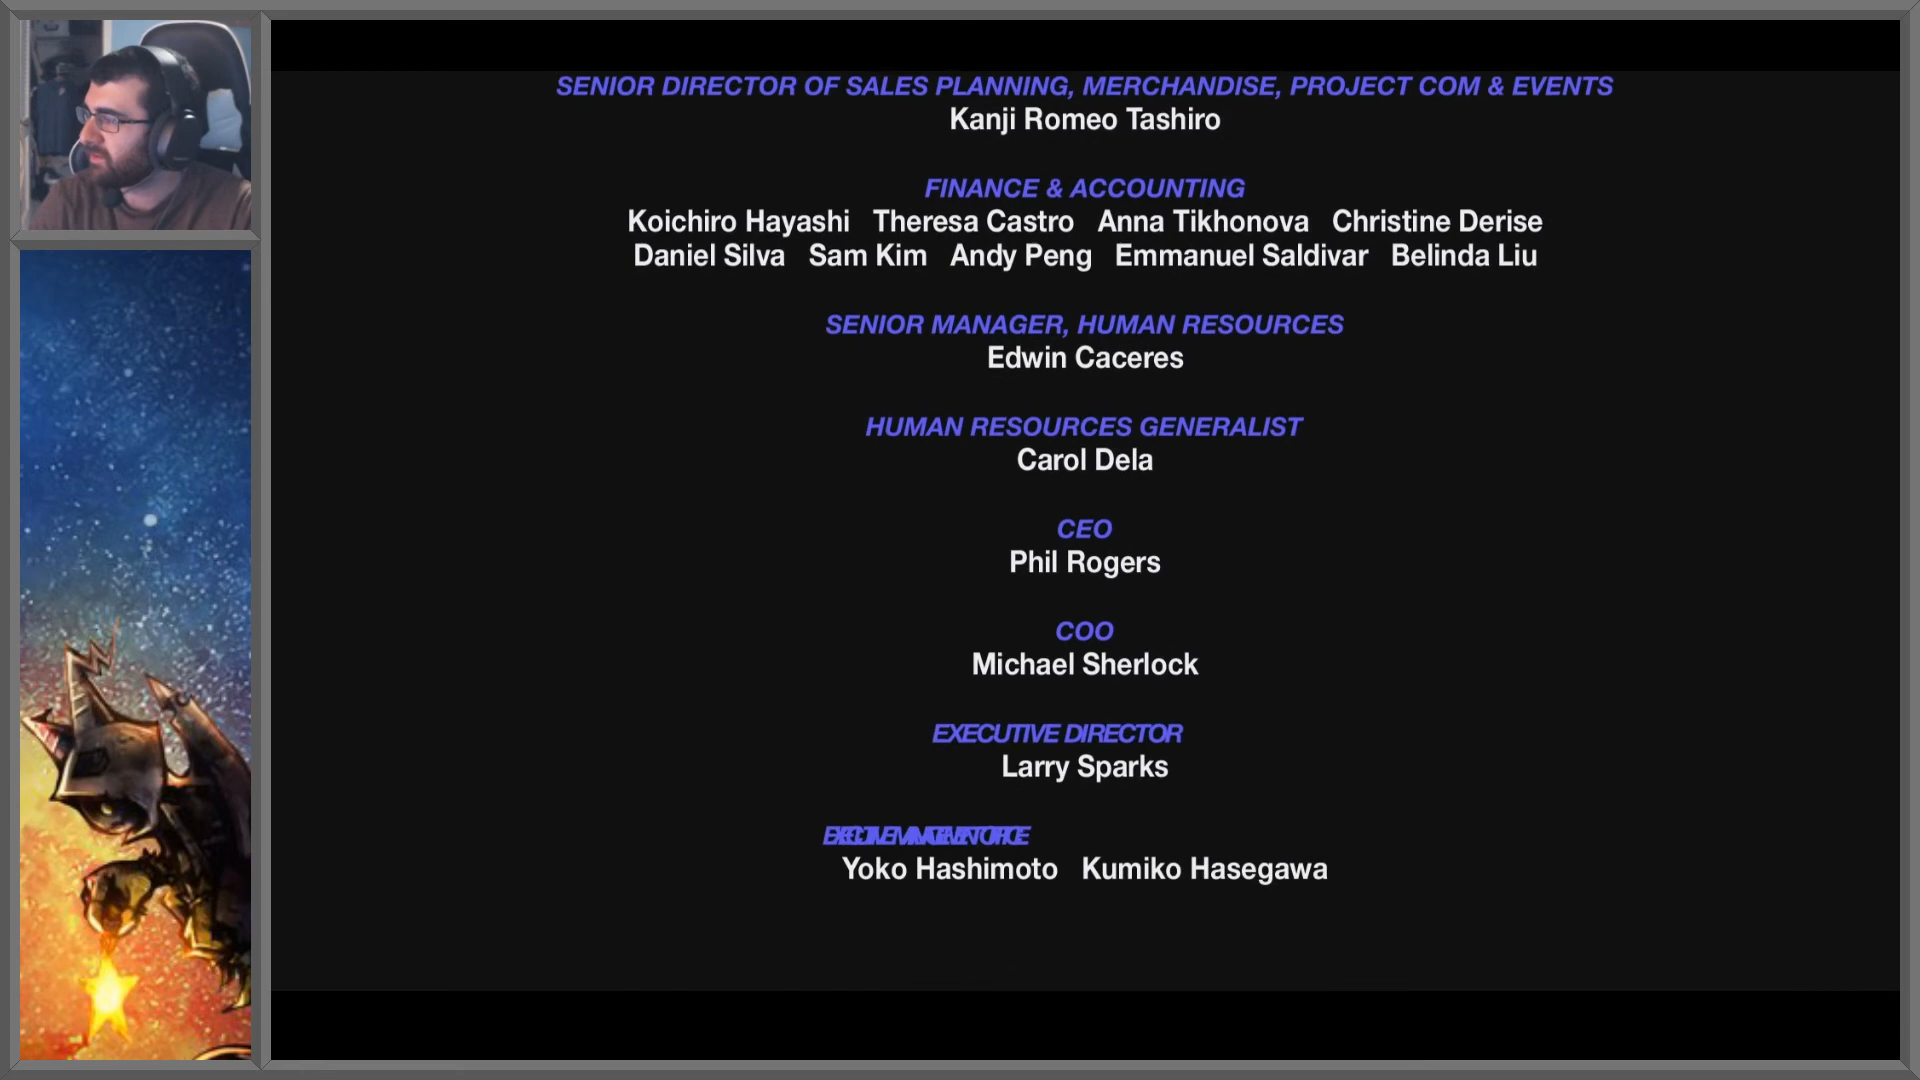 SENIOR DIRECTOR OF SALES PLANNING, MERCHANDISE, PROJECT COM & EVENTS
Kanji Romeo Tashiro
FINANCE & ACCOUNTING
Koichiro Hayashi Theresa Castro Anna Tikhonova Christine Derise
Daniel Silva Sam Kim Andy Peng Emmanuel Saldivar Belinda Liu
SENIOR MANAGER, HUMAN RESOURCES
Edwin Caceres
HUMAN RESOURCES GENERALIST
Carol Dela
CEO
Phil Rogers
COO
Michael Sherlock
EXECUTIVE DIRECTOR
Larry Sparks
Yoko Hashimoto Kumiko Hasegawa